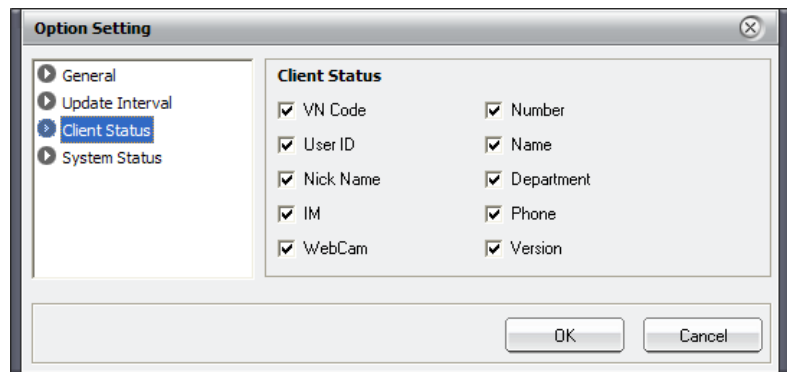 Option Setting
General
Update Interval
Client Status
System Status
Client Status
VN Code
Number
User ID
Name
Nick Name
Department
IM
Phone
WebCam
Version
OK
Cancel